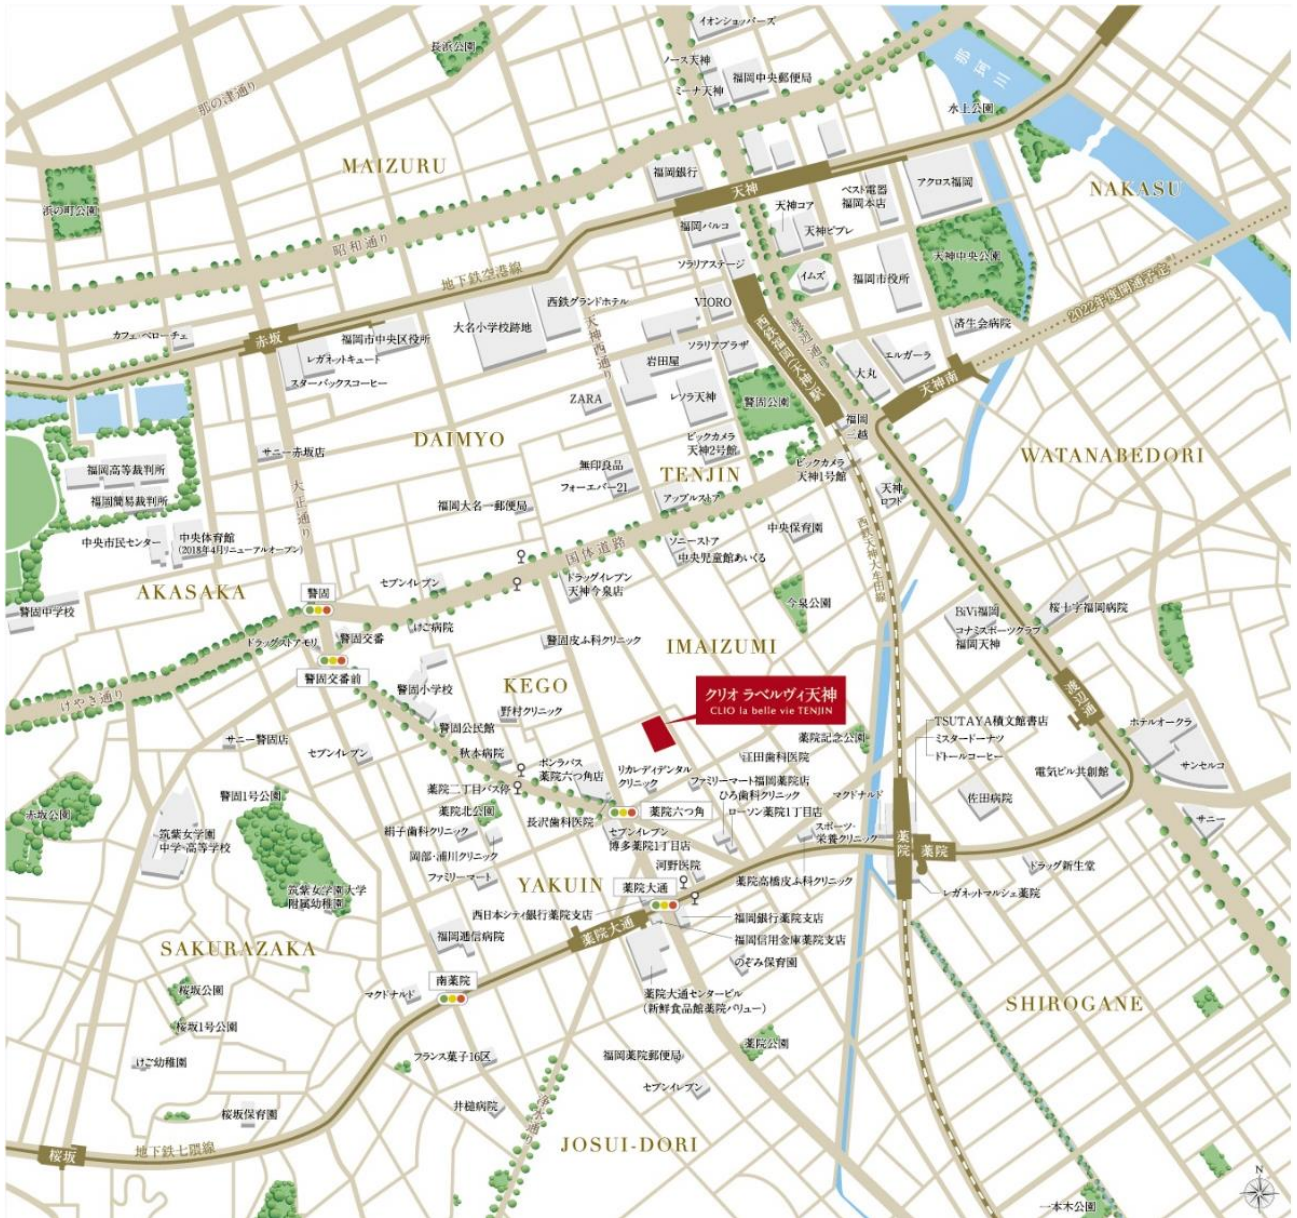 イオンショッパーズ
長浜公園
ノース天神
福岡中央郵便局
ミーナ天神
那珂川
水上公園
那の津通り
MAIZURU
福岡銀行
天神
ベスト電器
福岡本店
アクロス福岡
NAKASU
浜の町公園
天神コア
福岡パルコ
天神ビブレ
昭和通り
ソラリアステージ
イムズ
福岡市役所
天神中央公園
地下鉄空港線
西鉄グランドホテル
VIORO
2022年度開通予定
カフェ・ベローチェ
赤坂
福岡市中央区役所
大名小学校跡地
天神西通り
ソラリアプラザ
西鉄福岡(天神)駅
渡辺通り
済生会病院
レガネットキュート
岩田屋
大丸
エルガーラ
スターバックスコーヒー
ZARA
レソラ天神
警固公園
天神南
福岡
三越
DAIMYO
ビックカメラ
天神2号館
サニー赤坂店
無印良品
TENJIN
ビックカメラ
天神1号館
WATANABEDORI
福岡高等裁判所
フォーエバー21
福岡簡易裁判所
大正通り
福岡大名一郵便局
アップルストア
天神
ロフト
中央市民センター
中央体育館
(2018年4月リニューアルオープン)
国体道路
ソニーストア
中央児童館あいくる
中央保育園
西鉄天神大牟田線
AKASAKA
警固
セブンイレブン
ドラッグイレブン
天神今泉店
今泉公園
警固中学校
BiVi福岡
コナミスポーツクラブ
福岡天神
桜十字福岡病院
ドラッグストアモリ
警固交番
けご病院
警固皮ふ科クリニック
IMAIZUMI
警固交番前
けやき通り
警固小学校
KEGO
クリオ ラベルヴィ天神
CLIO la belle vie TENJIN
渡辺通
野村クリニック
TSUTAYA積文館書店
ホテルオークラ
サニー警固店
警固公民館
薬院記念公園
ミスタードーナツ
セブンイレブン
秋本病院
江田歯科医院
ドトールコーヒー
サンセルコ
ボンラパス
薬院六つ角店
リカレディデンタル
クリニック
ファミリーマート福岡薬院店
電気ビル共創館
薬院二丁目バス停
ひろ歯科クリニック
マクドナルド
佐田病院
警固1号公園
薬院北公園
薬院六つ角
ローソン薬院1丁目店
赤坂公園
長沢歯科医院
サニー
筑紫女学園
中学・高等学校
絹子歯科クリニック
セブンイレブン
博多薬院1丁目店
スポーツ・
栄養クリニック
薬院
薬院
岡部・浦川クリニック
河野医院
ドラッグ新生堂
ファミリーマート
YAKUIN
薬院大通
薬院高橋皮ふ科クリニック
筑紫女学園大学
附属幼稚園
レガネットマルシェ薬院
西日本シティ銀行薬院支店
福岡銀行薬院支店
福岡逓信病院
薬院大通
福岡信用金庫薬院支店
SAKURAZAKA
のぞみ保育園
南薬院
桜坂公園
マクドナルド
薬院大通センタービル
(新鮮食品館薬院バリュー)
SHIROGANE
桜坂1号公園
薬院公園
けご幼稚園
フランス菓子16区
福岡薬院郵便局
セブンイレブン
井槌病院
桜坂保育園
浄水通り
地下鉄七隈線
JOSUI-DORI
桜坂
N
一本木公園